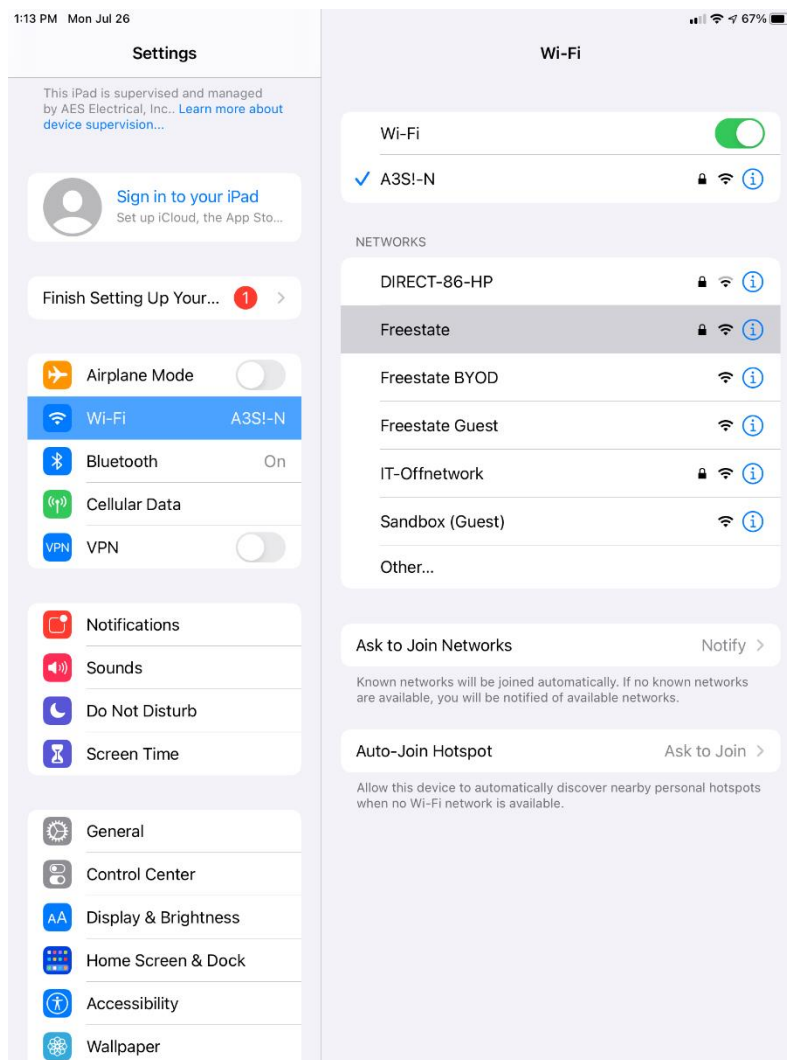 1:13 PM Mon Jul 26
67%
Settings
This iPad is supervised and managed
by AES Electrical, Inc.. Learn more about
device supervision...
Sign in to your iPad
Set up iCloud, the App Sto...
Finish Setting Up Your... 1
Airplane Mode
Wi-Fi A3S!-N
Bluetooth On
Cellular Data
VPN VPN
Notifications
Sounds
Do Not Disturb
Screen Time
General
Control Center
AA Display & Brightness
Home Screen & Dock
Accessibility
Wallpaper
Wi-Fi
Wi-Fi
A3S!-N
NETWORKS
DIRECT-86-HP
Freestate
Freestate BYOD
Freestate Guest
IT-Offnetwork
Sandbox (Guest)
Other...
Ask to Join Networks Notify
Known networks will be joined automatically. If no known networks
are available, you will be notified of available networks.
Auto-Join Hotspot Ask to Join
Allow this device to automatically discover nearby personal hotspots
when no Wi-Fi network is available.